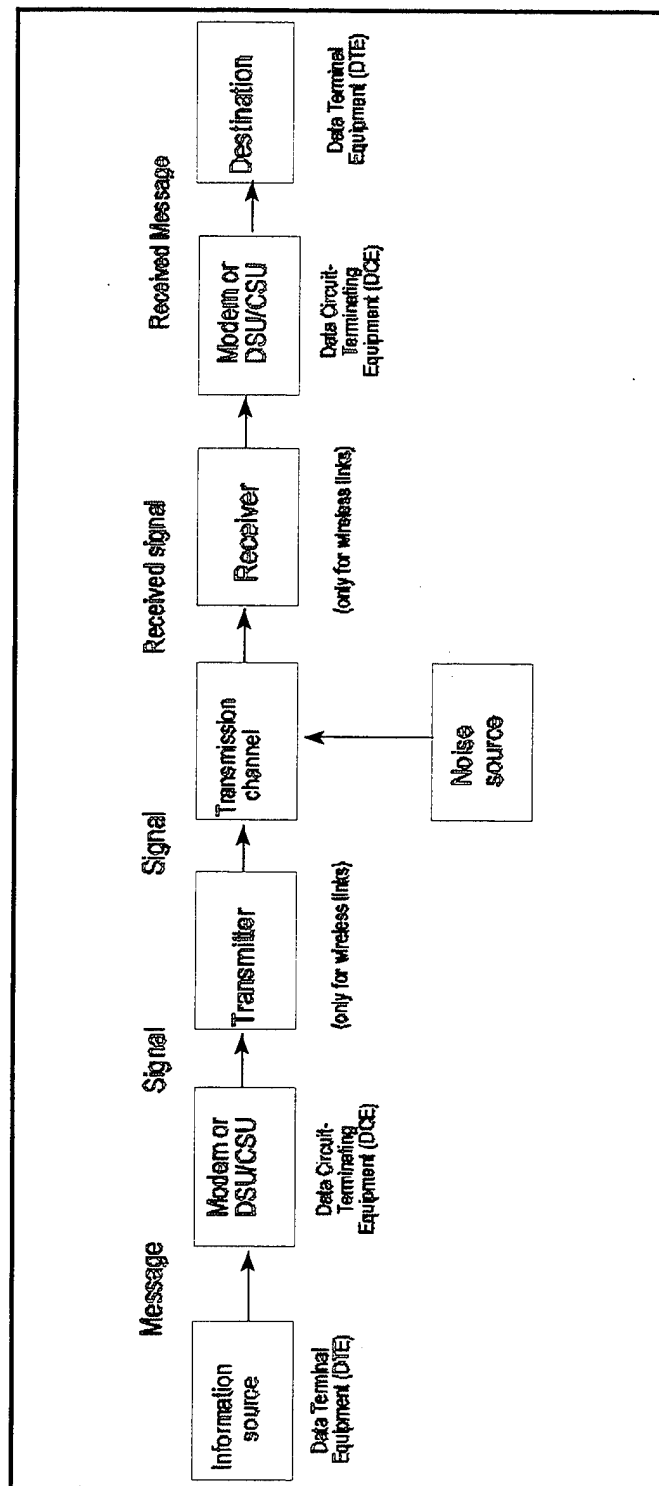 Message
Signal
Signal
Received signal
Received Message
Information
source
Modem or
DSU/CSU
Transmitter
Transmission
channel
Receiver
Modem or
DSU/CSU
Destination
Data Terminal
Equipment (DTE)
Data Circuit-
Terminating
Equipment (DCE)
(only for wireless links)
(only for wireless links)
Data Circuit-
Terminating
Equipment (DCE)
Data Terminal
Equipment (DTE)
Noise
source